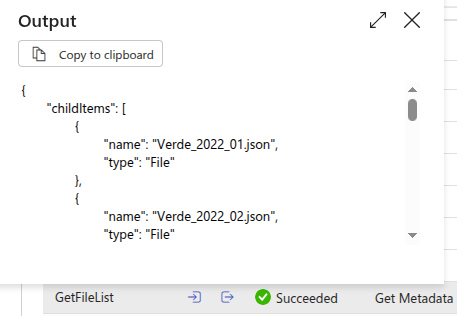 Output
Copy to clipboard
{
"childItems": [
{
"name": "Verde_2022_01.json",
"type": "File"
},
{
"name": "Verde_2022_02.json",
"type": "File"
GetFileList Succeeded Get Metadata